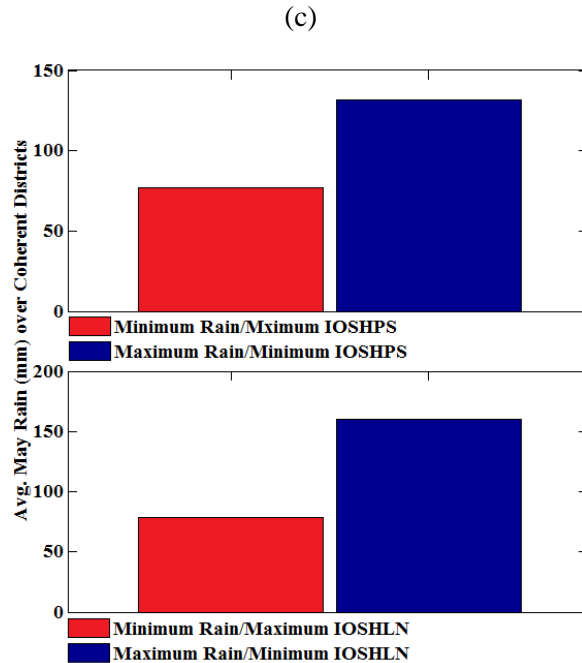 (c)
Avg. May Rain (mm) over Coherent Districts
150
100
50
0
Minimum Rain/Mximum IOSHPS
Maximum Rain/Minimum IOSHPS
200
150
100
50
0
Minimum Rain/Maximum IOSHLN
Maximum Rain/Minimum IOSHLN